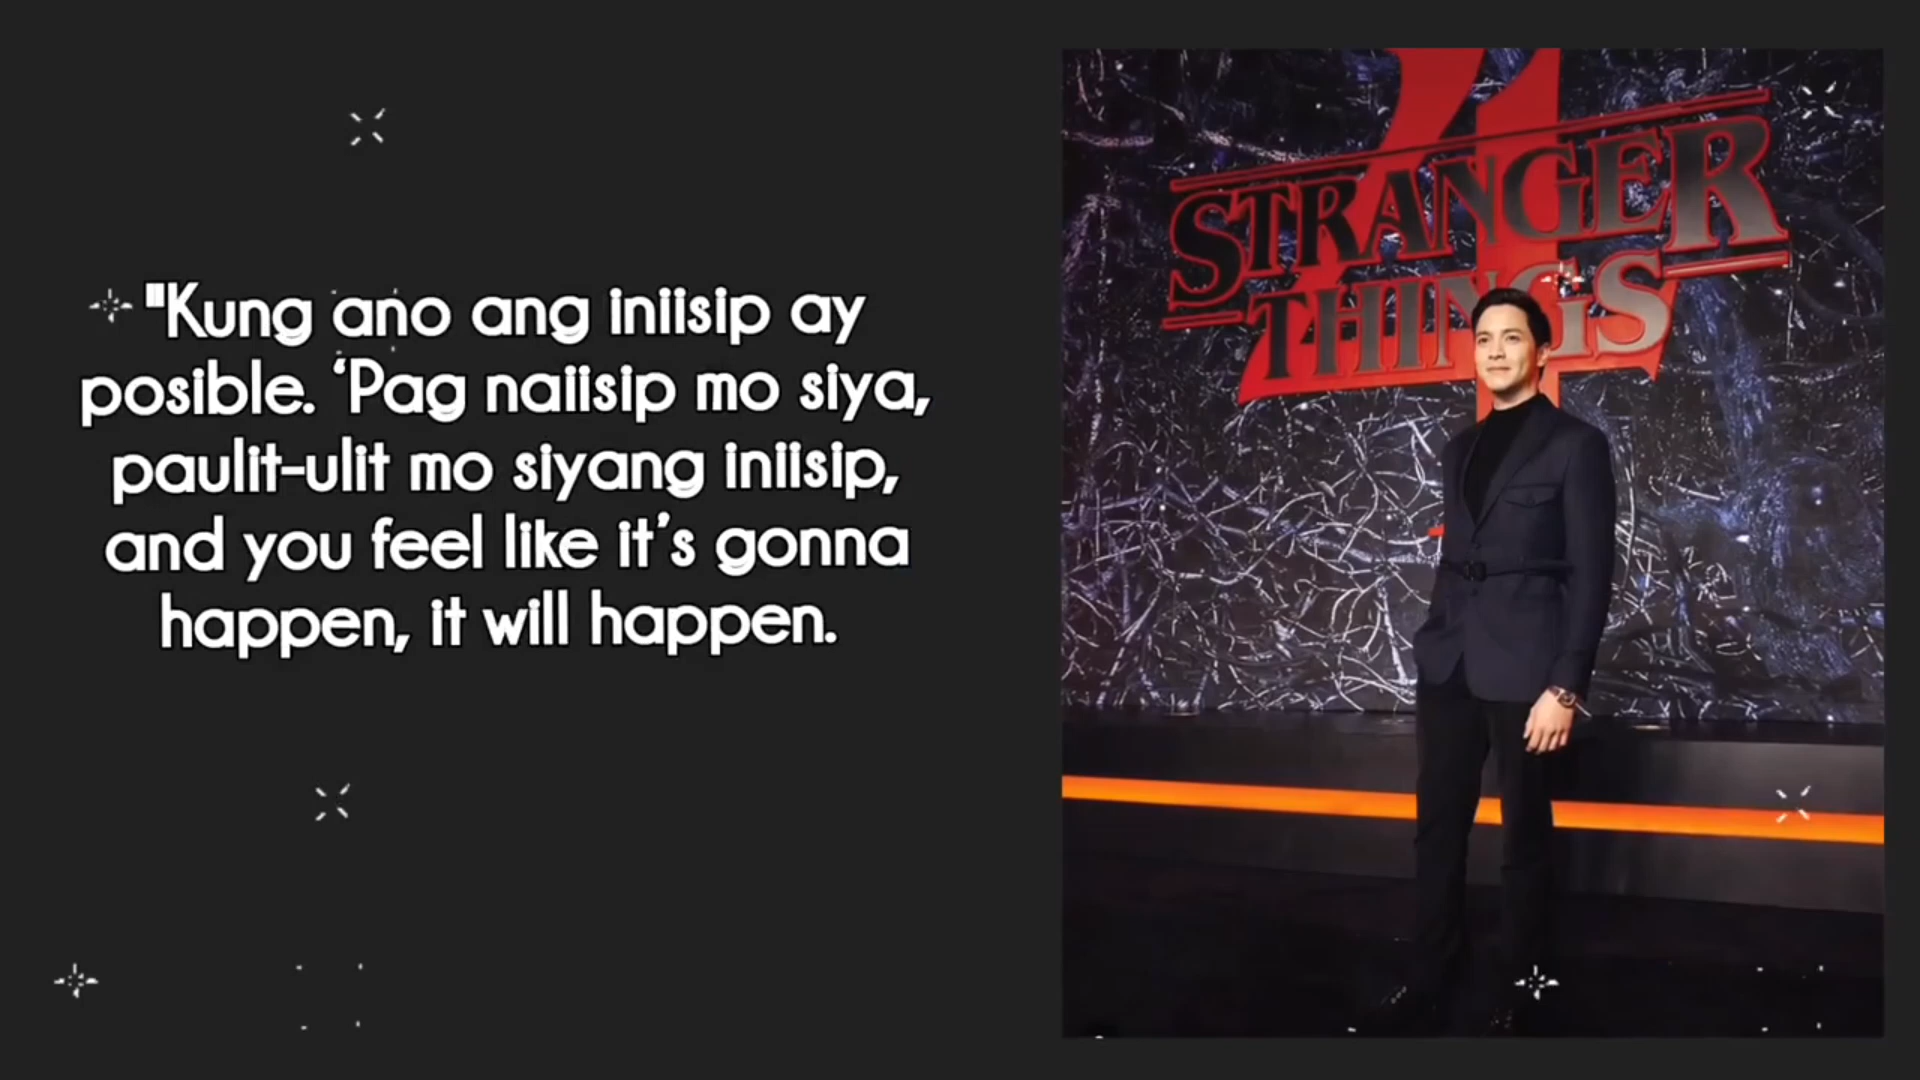 "Kung ano ang iniisip ay
posible. ‘Pag naiisip mo siya,
paulit-ulit mo siyang iniisip,
and you feel like it’s gonna
happen, it will happen.
4
STRANGER
THINGS